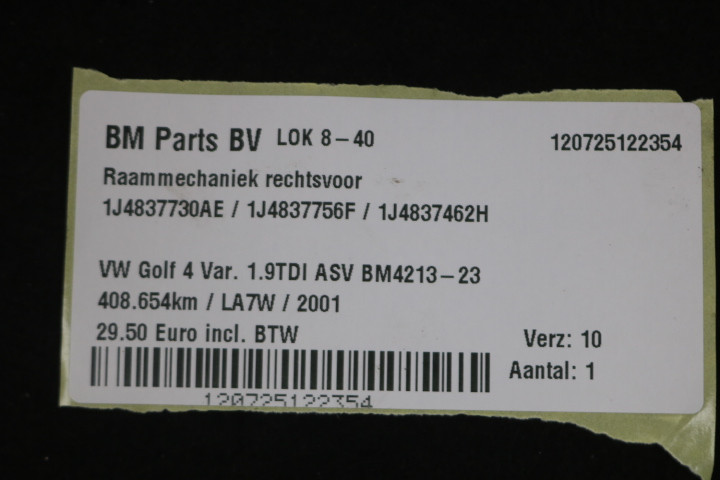 BM Parts BV LOK 8-40 120725122354
Raammechaniek rechtsvoor
1J4837730AE / 1J4837756F / 1J4837462H
VW Golf 4 Var. 1.9TDI ASV BM4213-23
408.654km / LA7W / 2001
29.50 Euro incl. BTW Verz: 10
Aantal: 1
120725122354